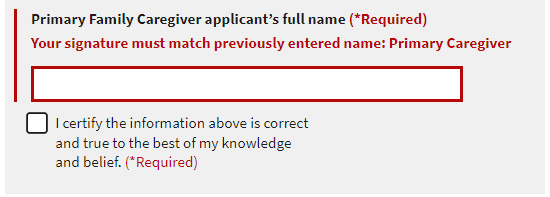 Primary Family Caregiver applicant’s full name (*Required)
Your signature must match previously entered name: Primary Caregiver
I certify the information above is correct
and true to the best of my knowledge
and belief. (*Required)